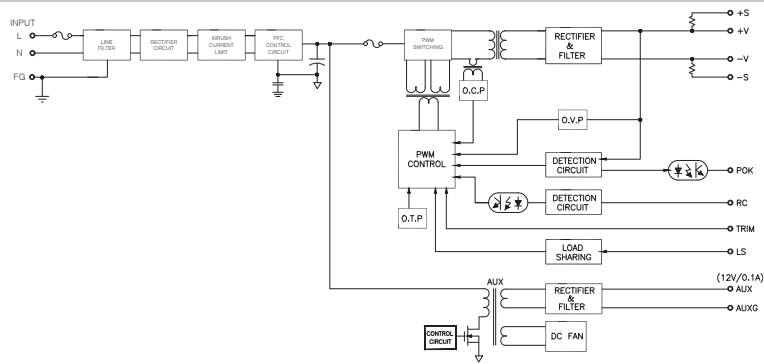 INPUT
L
N
FG
LINE
FILTER
RECTIFIER
CIRCUIT
INRUSH
CURRENT
LIMIT
PFC
CONTROL
CIRCUIT
PWM
SWITCHING
RECTIFIER
&
FILTER
+S
+V
-V
-S
O.C.P
O.V.P
PWM
CONTROL
DETECTION
CIRCUIT
POK
DETECTION
CIRCUIT
RC
O.T.P
TRIM
LOAD
SHARING
LS
AUX
RECTIFIER
&
FILTER
(12V/0.1A)
AUX
AUXG
CONTROL
CIRCUIT
DC FAN